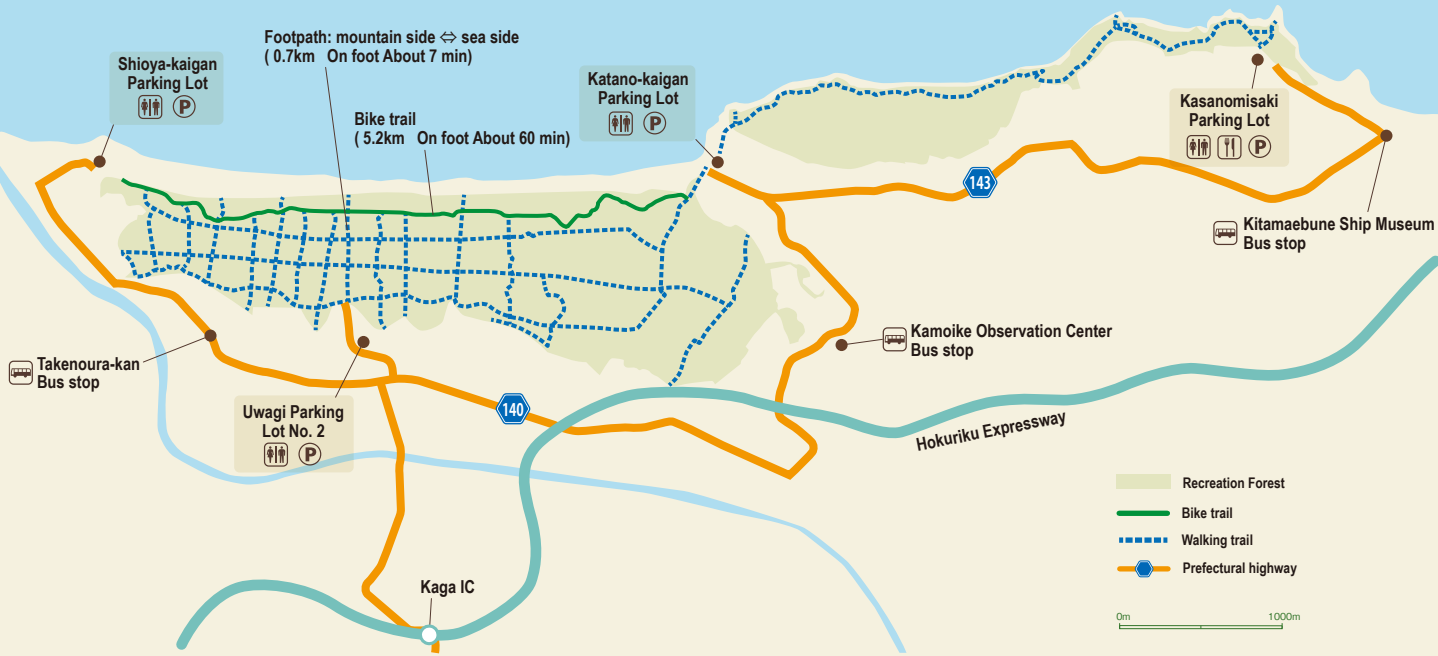 Footpath: mountain side ⇔ sea side
( 0.7km On foot About 7 min)
Shioya-kaigan
Parking Lot
P
Katano-kaigan
Parking Lot
P
Bike trail
( 5.2km On foot About 60 min)
Kasanomisaki
Parking Lot
P
143
Kitamaebune Ship Museum
Bus stop
Kamoike Observation Center
Bus stop
Takenoura-kan
Bus stop
Uwagi Parking
Lot No. 2
P
140
Hokuriku Expressway
Kaga IC
Recreation Forest
Bike trail
Walking trail
Prefectural highway
0m
1000m